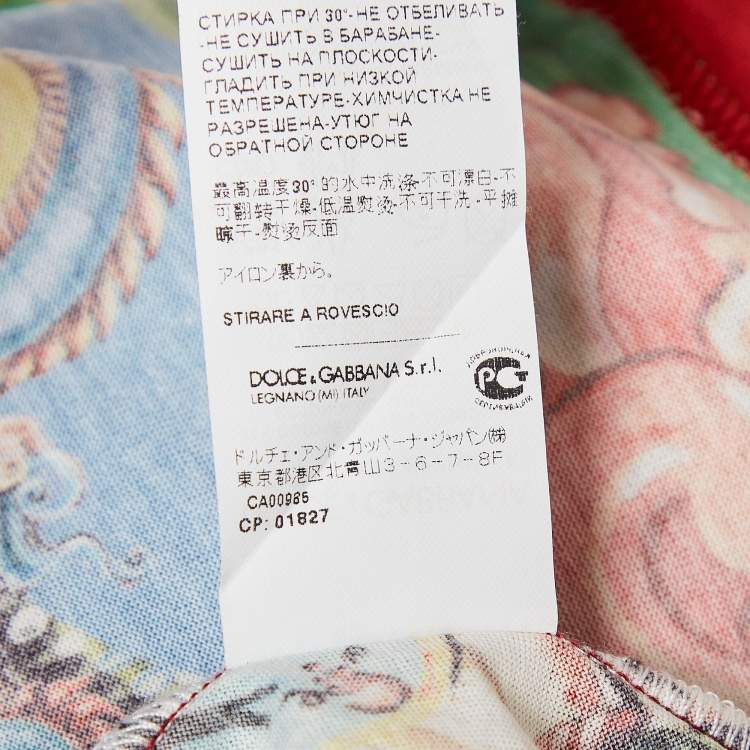 СТИРКА ПРИ 30°-НЕ ОТБЕЛИВАТЬ
-НЕ СУШИТЬ В БАРАБАНЕ-
СУШИТЬ НА ПЛОСКОСТИ-
ГЛАДИТЬ ПРИ НИЗКОЙ
ТЕМПЕРАТУРЕ-ХИМЧИСТКА НЕ
РАЗРЕШЕНА-УТЮГ НА
ОБРАТНОЙ СТОРОНЕ
最高温度30°的水中洗涤-不可漂白-不
可翻转干燥-低温熨烫-不可干洗-平摊
晾干-熨烫反面
アイロン裏から。
STIRARE A ROVESCIO
DOLCE & GABBANA S.r.l.
LEGNANO (MI) ITALY
ДОБРОВОЛЬНАЯ
РСТ
СЕРТИФИКАЦИЯ
ドルチェ・アンド・ガッバーナ・ジャパン㈱
東京都港区北青山3-6-7-8F
CA00985
CP: 01827